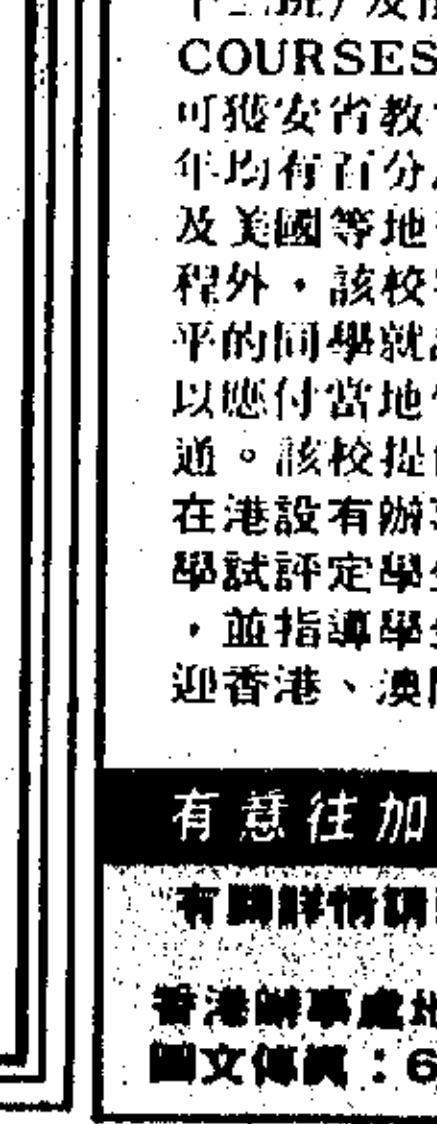 COURSES
可獲安省教
年均有百分
及美國等地
程外，該校
平的同學就
以應付當地
通。該校提
在港設有辦
學試評定學
，並指導學
迎香港、澳
有意往加
有關詳情請
香港辦事處地
圖文傳真：6